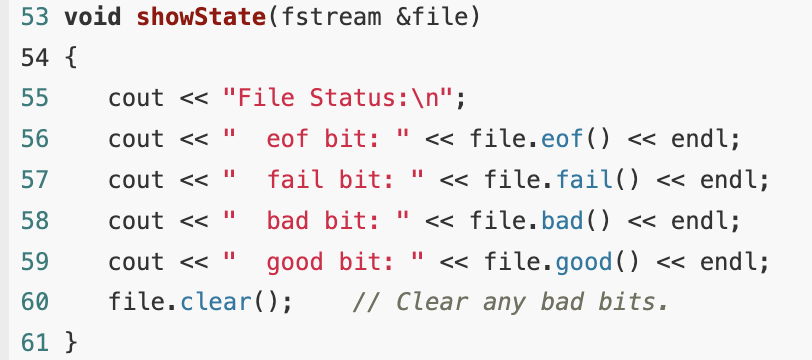 53 void showState(fstream &file)
54 {
55    cout << "File Status:\n";
56    cout << "  eof bit: " << file.eof() << endl;
57    cout << "  fail bit: " << file.fail() << endl;
58    cout << "  bad bit: " << file.bad() << endl;
59    cout << "  good bit: " << file.good() << endl;
60    file.clear();    // Clear any bad bits.
61 }